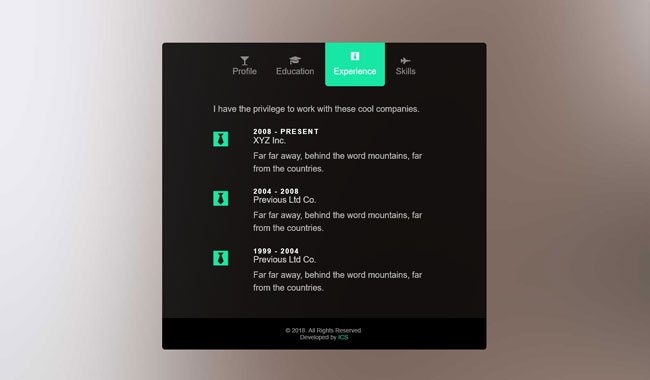 Profile
Education
Experience
Skills
I have the privilege to work with these cool companies.
2008 - PRESENT
XYZ Inc.
Far far away, behind the word mountains, far
from the countries.
2004 - 2008
Previous Ltd Co.
Far far away, behind the word mountains, far
from the countries.
1999 - 2004
Previous Ltd Co.
Far far away, behind the word mountains, far
from the countries.
© 2018. All Rights Reserved
Developed by ICS